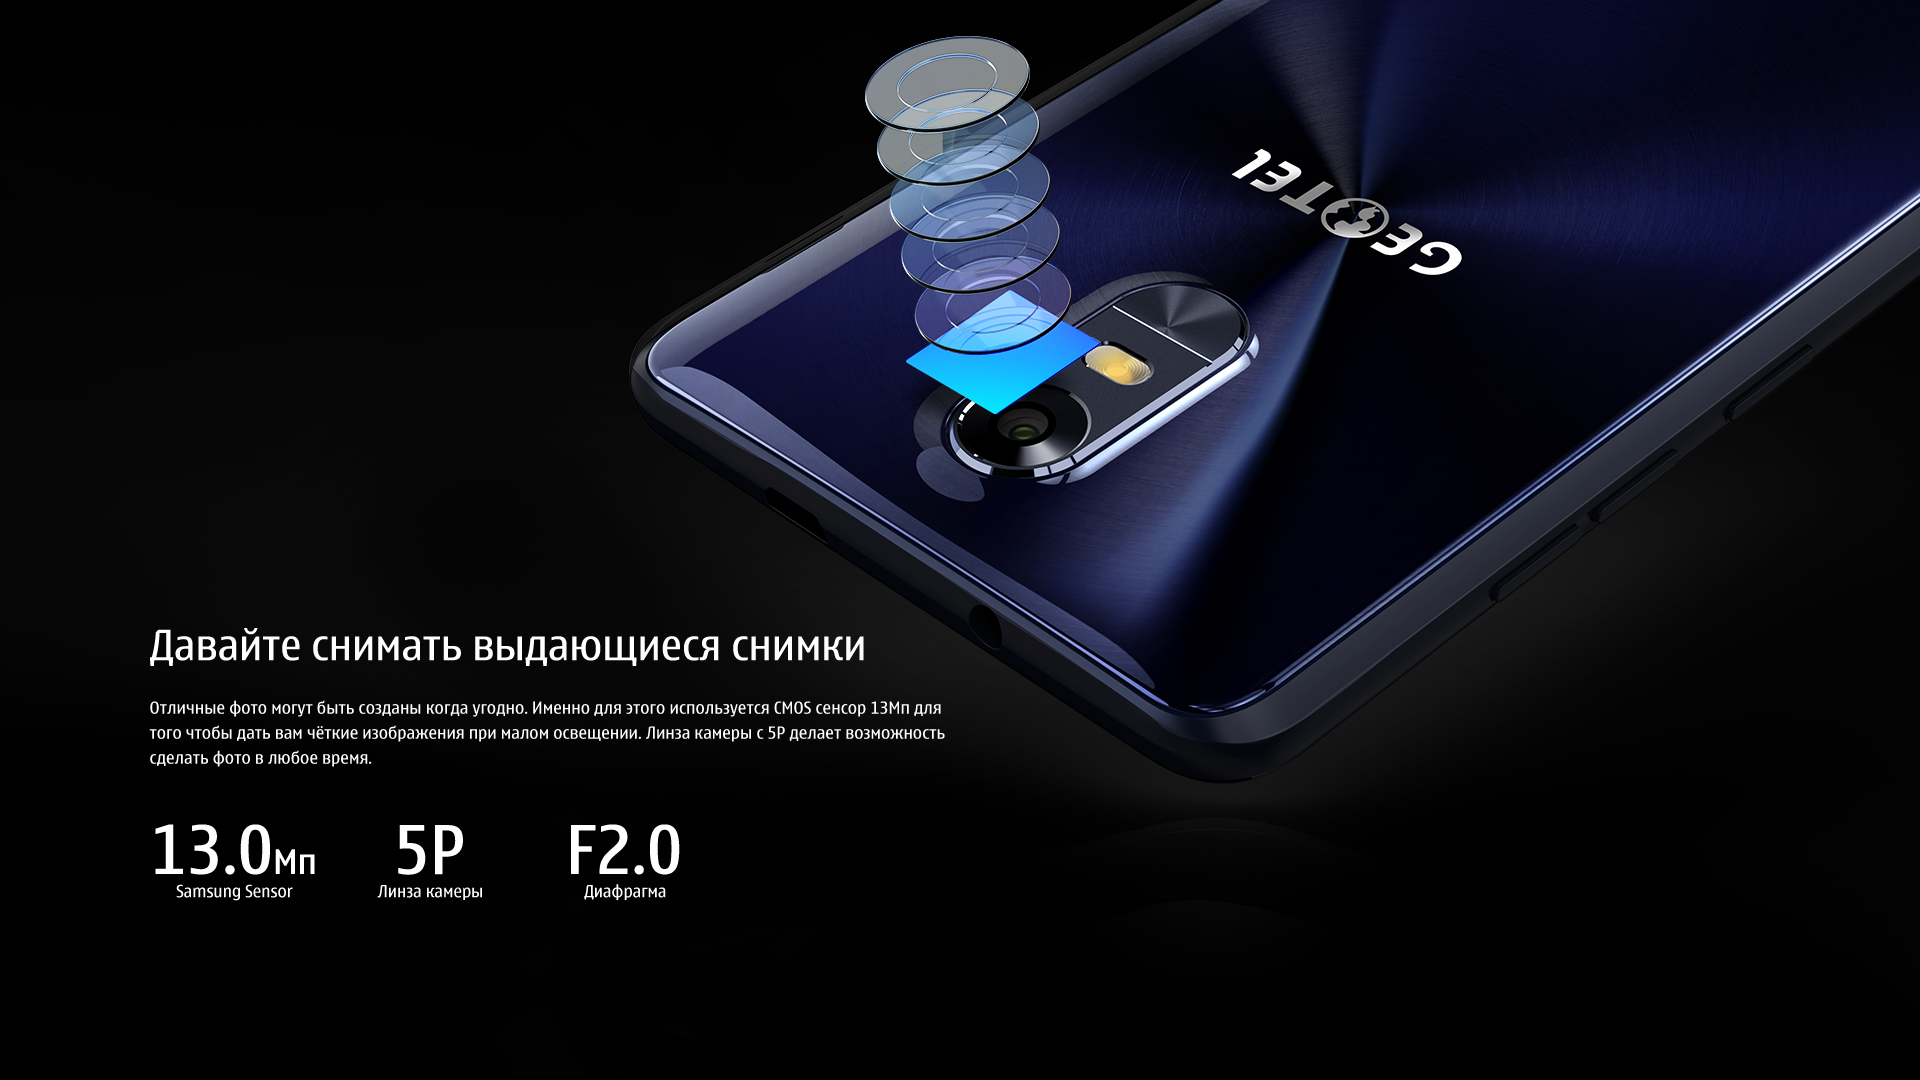 GEOTEL
Давайте снимать выдающиеся снимки
Отличные фото могут быть созданы когда угодно. Именно для этого используется CMOS сенсор 13Мп для
того чтобы дать вам чёткие изображения при малом освещении. Линза камеры с 5P делает возможность
сделать фото в любое время.
13.0Мп 5P F2.0
Samsung Sensor Линза камеры Диафрагма